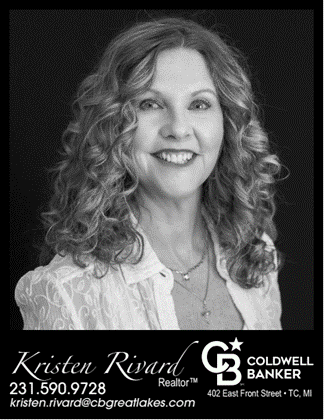 Kristen Rivard
Realtor™
231.590.9728
kristen.rivard@cbgreatlakes.com
CB
COLDWELL
BANKER
402 East Front Street • TC, MI